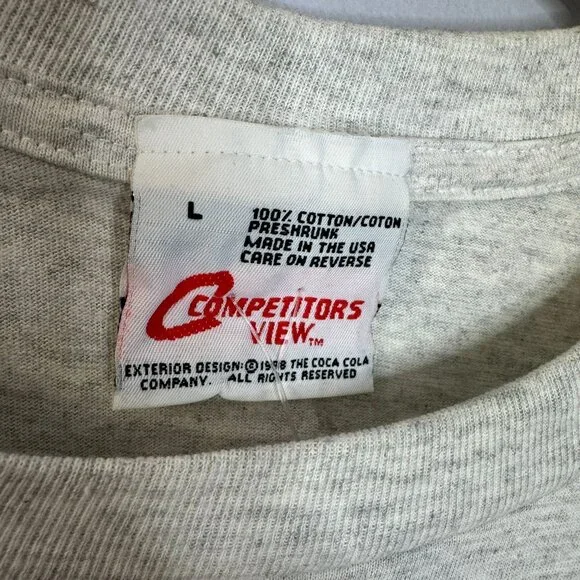 L
100% COTTON/COTON
PRESHRUNK
MADE IN THE USA
CARE ON REVERSE
COMPETITORS
VIEW™
EXTERIOR DESIGN: © 1998 THE COCA COLA
COMPANY. ALL RIGHTS RESERVED